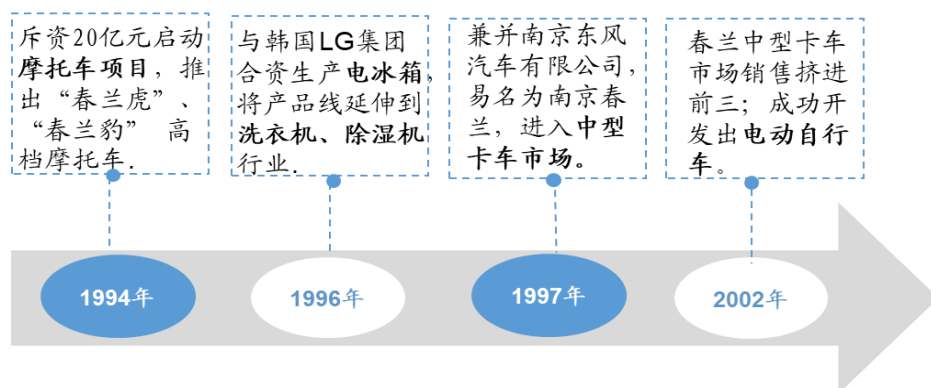 斥资20亿元启动
摩托车项目，推
出“春兰虎”、
“春兰豹” 高
档摩托车.
与韩国LG集团
合资生产电冰箱，
将产品线延伸到
洗衣机、除湿机
行业.
兼并南京东风
汽车有限公司，
易名为南京春
兰，进入中型
卡车市场。
春兰中型卡车
市场销售挤进
前三；成功开
发出电动自行
车。
1994年
1996年
1997年
2002年